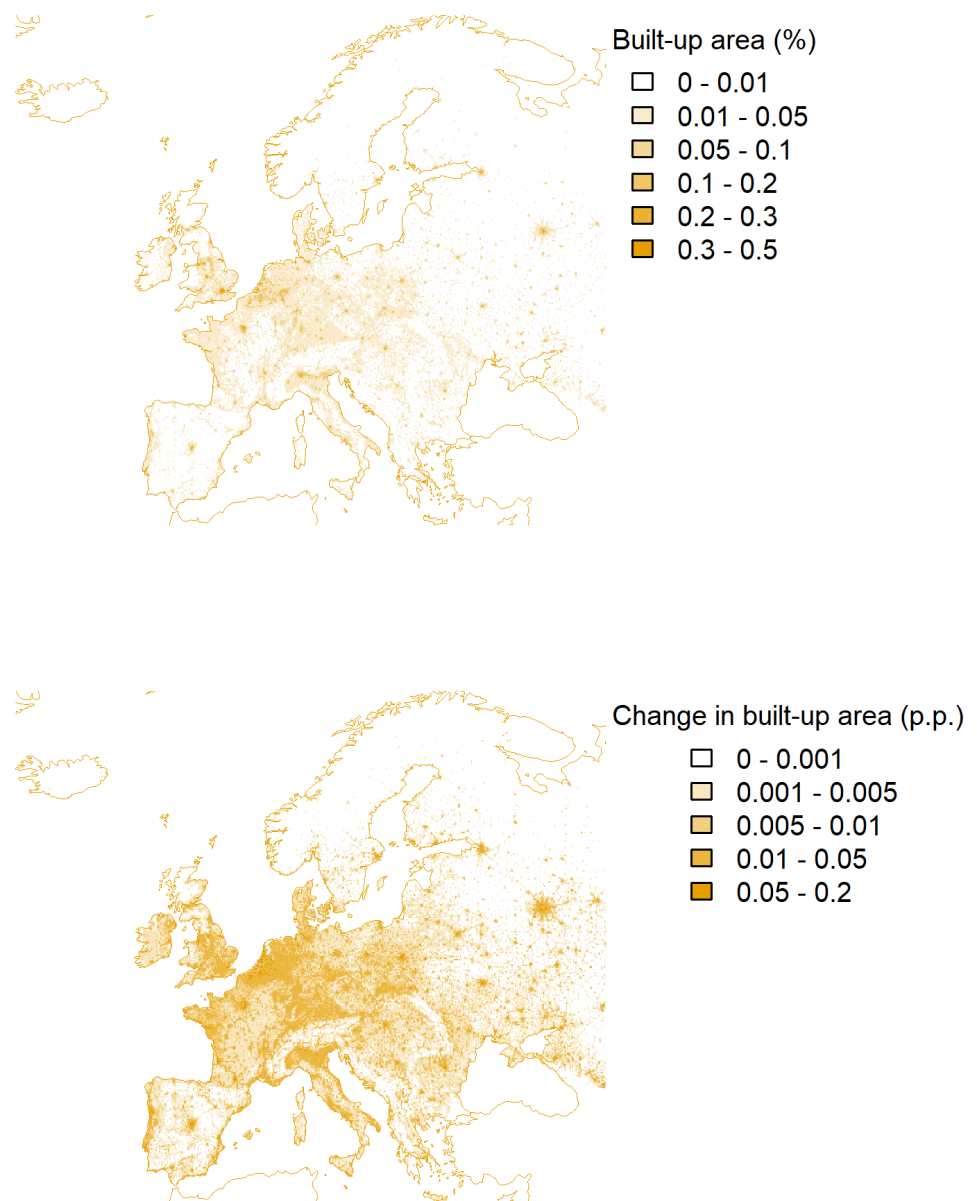 Built-up area (%)
0 - 0.01
0.01 - 0.05
0.05 - 0.1
0.1 - 0.2
0.2 - 0.3
0.3 - 0.5
Change in built-up area (p.p.)
0 - 0.001
0.001 - 0.005
0.005 - 0.01
0.01 - 0.05
0.05 - 0.2